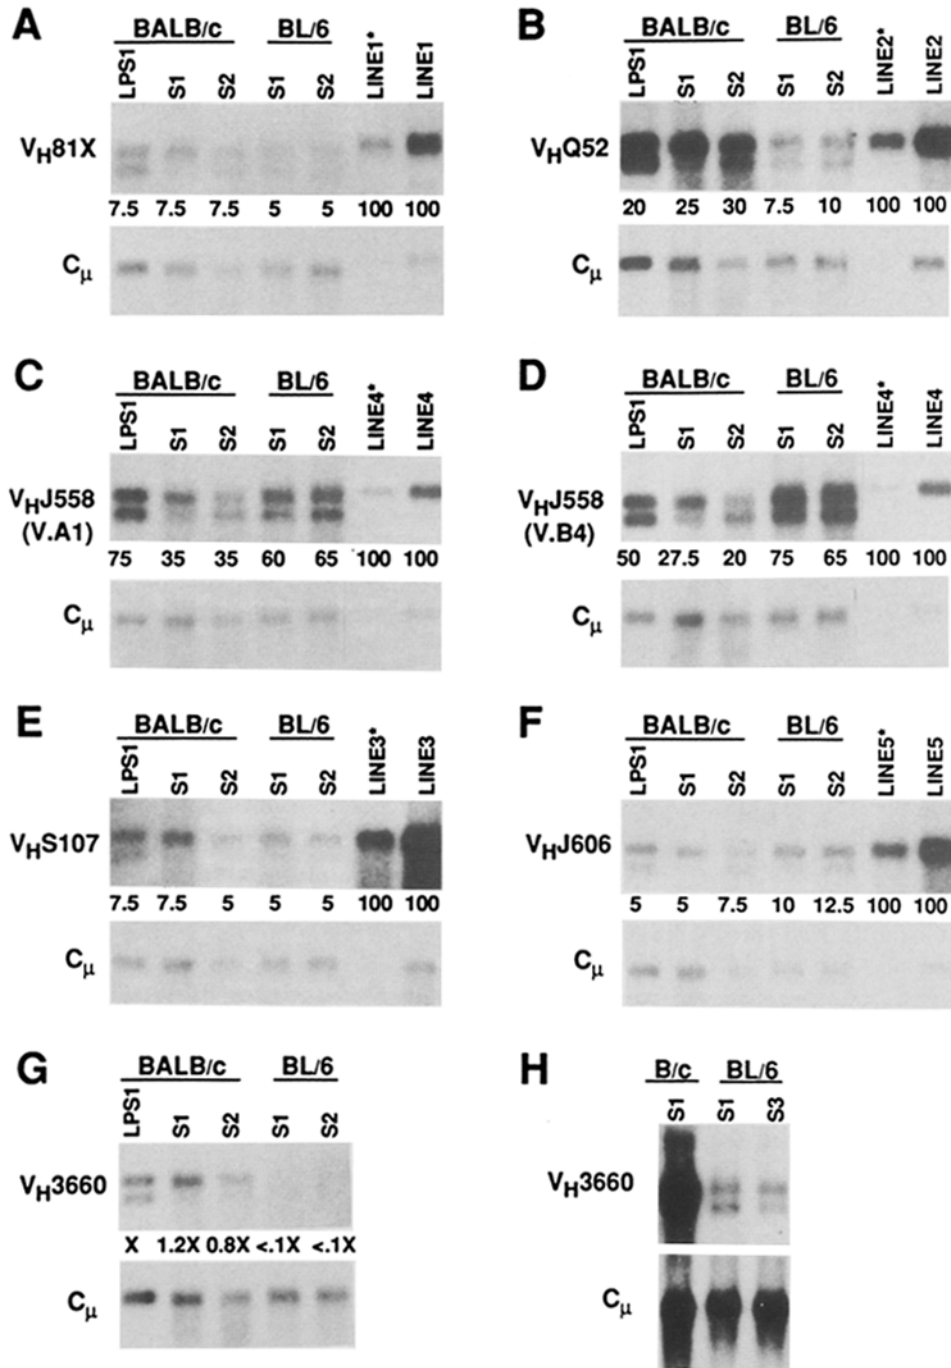 A
BALB/c BL/6
LPS1 S1 S2 S1 S2 LINE1* LINE1
VH81X
7.5 7.5 7.5 5 5 100 100
Cμ
B
BALB/c BL/6
LPS1 S1 S2 S1 S2 LINE2* LINE2
VHQ52
20 25 30 7.5 10 100 100
Cμ
C
BALB/c BL/6
LPS1 S1 S2 S1 S2 LINE4* LINE4
VHJ558
(V.A1)
75 35 35 60 65 100 100
Cμ
D
BALB/c BL/6
LPS1 S1 S2 S1 S2 LINE4* LINE4
VHJ558
(V.B4)
50 27.5 20 75 65 100 100
Cμ
E
BALB/c BL/6
LPS1 S1 S2 S1 S2 LINE3* LINE3
VHS107
7.5 7.5 5 5 5 100 100
Cμ
F
BALB/c BL/6
LPS1 S1 S2 S1 S2 LINE5* LINE5
VHJ606
5 5 7.5 10 12.5 100 100
Cμ
G
BALB/c BL/6
LPS1 S1 S2 S1 S2
VH3660
X 1.2X 0.8X <.1X <.1X
Cμ
H
B/c BL/6
S1 S1 S3
VH3660
Cμ